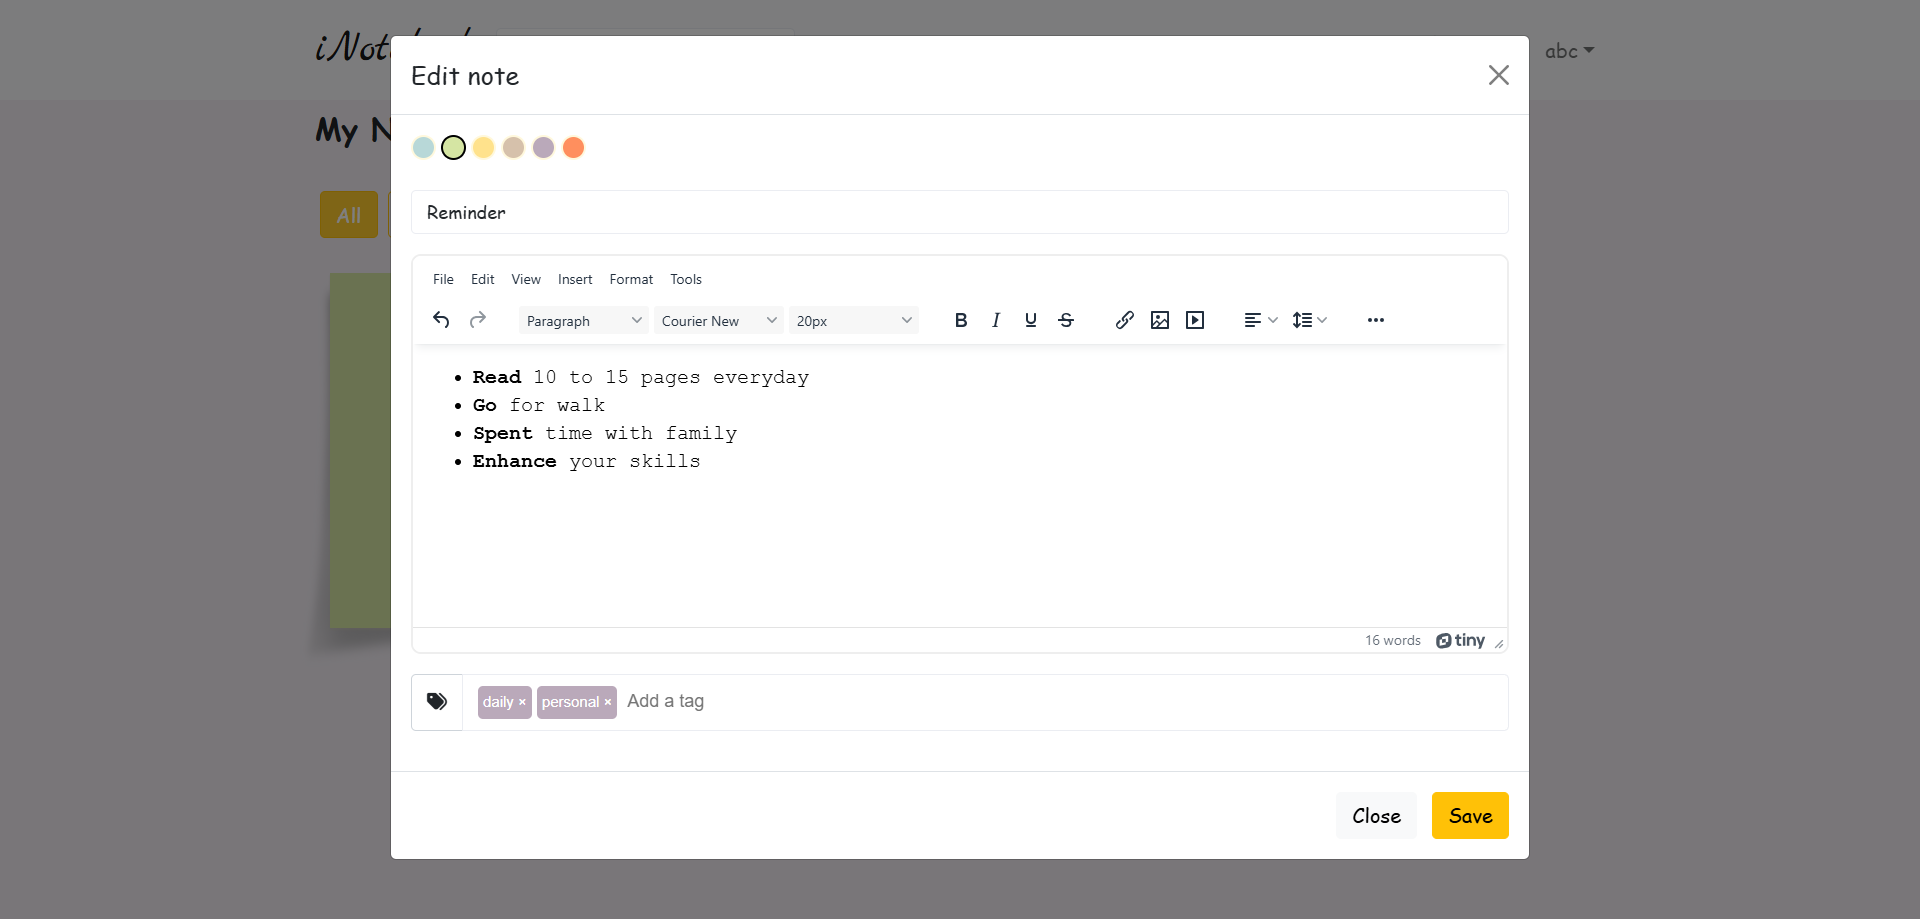 abc
Edit note
My
All
Reminder
File Edit View Insert Format Tools
Paragraph Courier New 20px B I U S
Read 10 to 15 pages everyday
Go for walk
Spent time with family
Enhance your skills
16 words tiny
daily × personal × Add a tag
Close Save